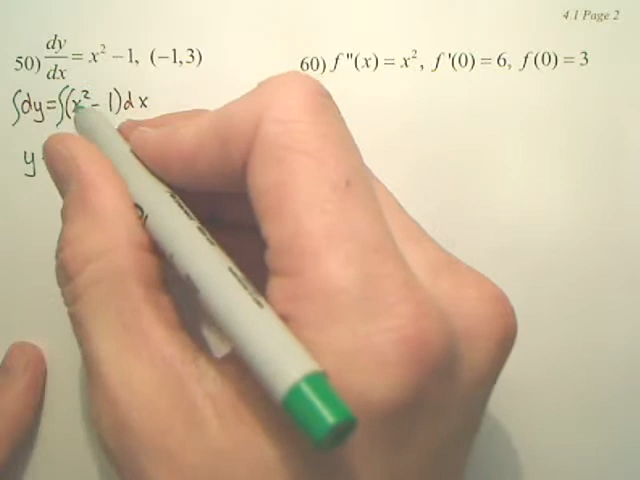 4.1 Page 2
50) dy/dx = x² − 1, (−1,3)
60) f "(x) = x², f '(0) = 6, f(0) = 3
∫dy = ∫(x² − 1)dx
y